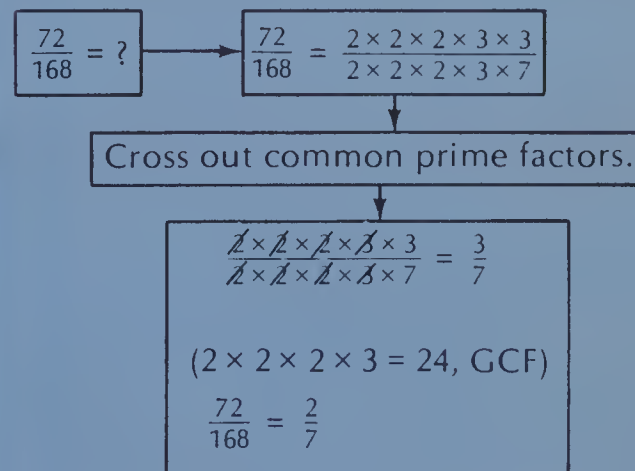 72/168 = ?
72/168 = 2 × 2 × 2 × 3 × 3 / 2 × 2 × 2 × 3 × 7
Cross out common prime factors.
2 × 2 × 2 × 3 × 3 / 2 × 2 × 2 × 3 × 7 = 3/7
(2 × 2 × 2 × 3 = 24, GCF)
72/168 = 2/7